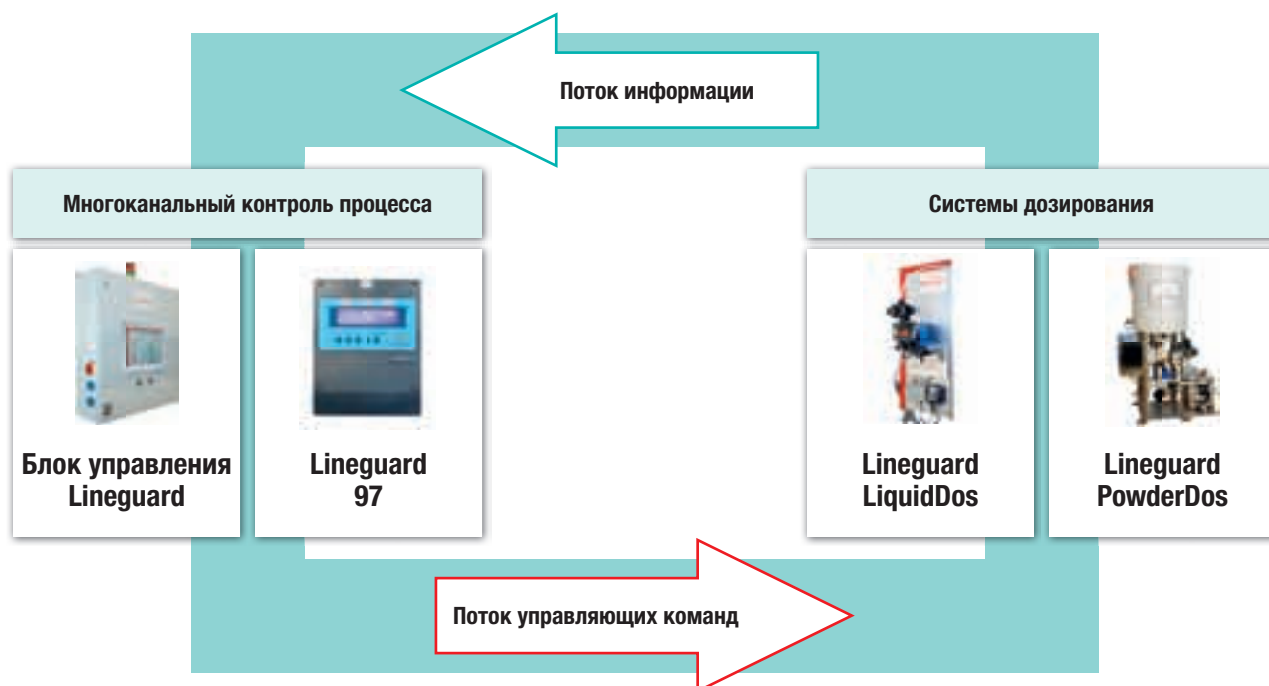 Поток информации
Многоканальный контроль процесса
Системы дозирования
Блок управления
Lineguard
Lineguard
97
Lineguard
LiquidDos
Lineguard
PowderDos
Поток управляющих команд